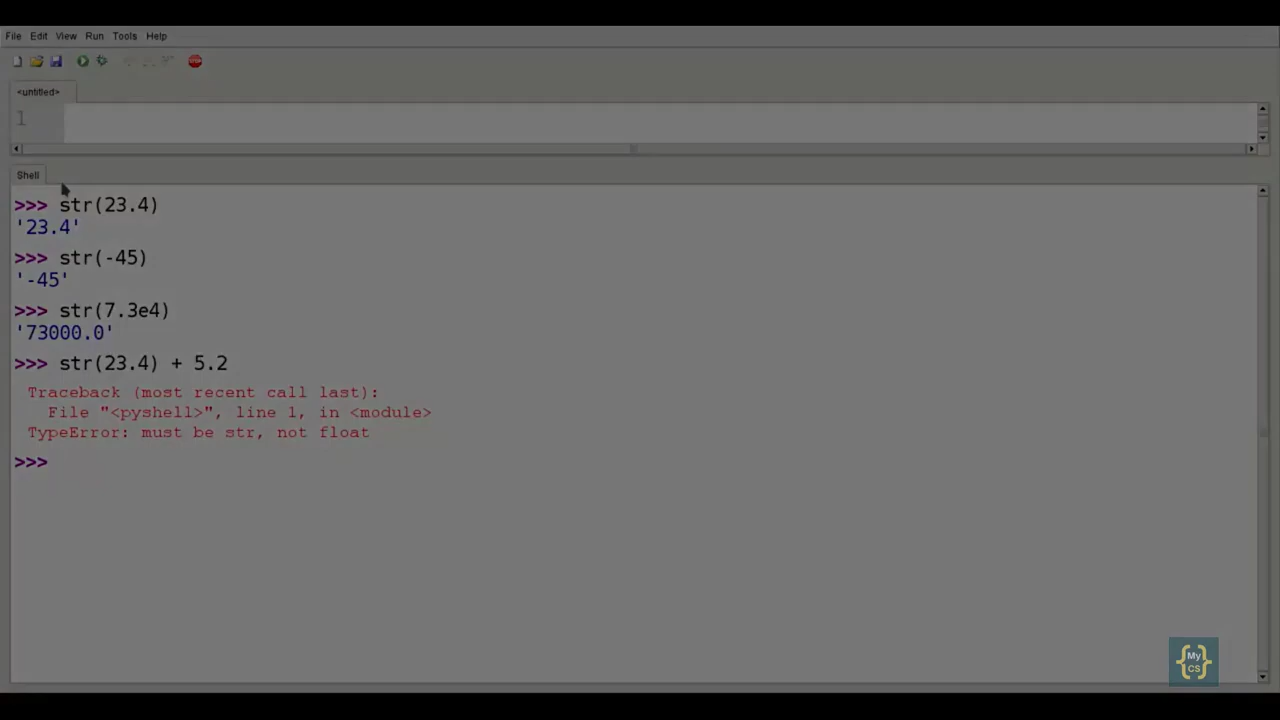 File Edit View Run Tools Help
<untitled>
1
Shell
>>> str(23.4)
'23.4'
>>> str(-45)
'-45'
>>> str(7.3e4)
'73000.0'
>>> str(23.4) + 5.2
Traceback (most recent call last):
File "<pyshell>", line 1, in <module>
TypeError: must be str, not float
>>>
{My CS}